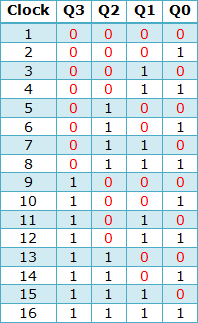 Clock Q3 Q2 Q1 Q0
1 0 0 0 0
2 0 0 0 1
3 0 0 1 0
4 0 0 1 1
5 0 1 0 0
6 0 1 0 1
7 0 1 1 0
8 0 1 1 1
9 1 0 0 0
10 1 0 0 1
11 1 0 1 0
12 1 0 1 1
13 1 1 0 0
14 1 1 0 1
15 1 1 1 0
16 1 1 1 1